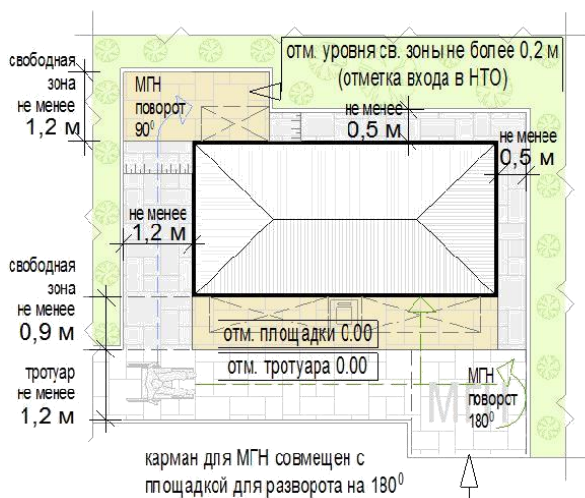 отм. уровня св. зоны не более 0,2 м
(отметка входа в НТО)
свободная
зона
не менее
1,2 м
МГН
поворот
90⁰
не менее
0,5 м
не менее
0,5 м
не менее
1,2 м
свободная
зона
не менее
0,9 м
отм. площадки 0.00
отм. тротуара 0.00
тротуар
не менее
1,2 м
МГН
МГН
поворст
180⁰
карман для МГН совмещен с
площадкой для разворота на 180⁰